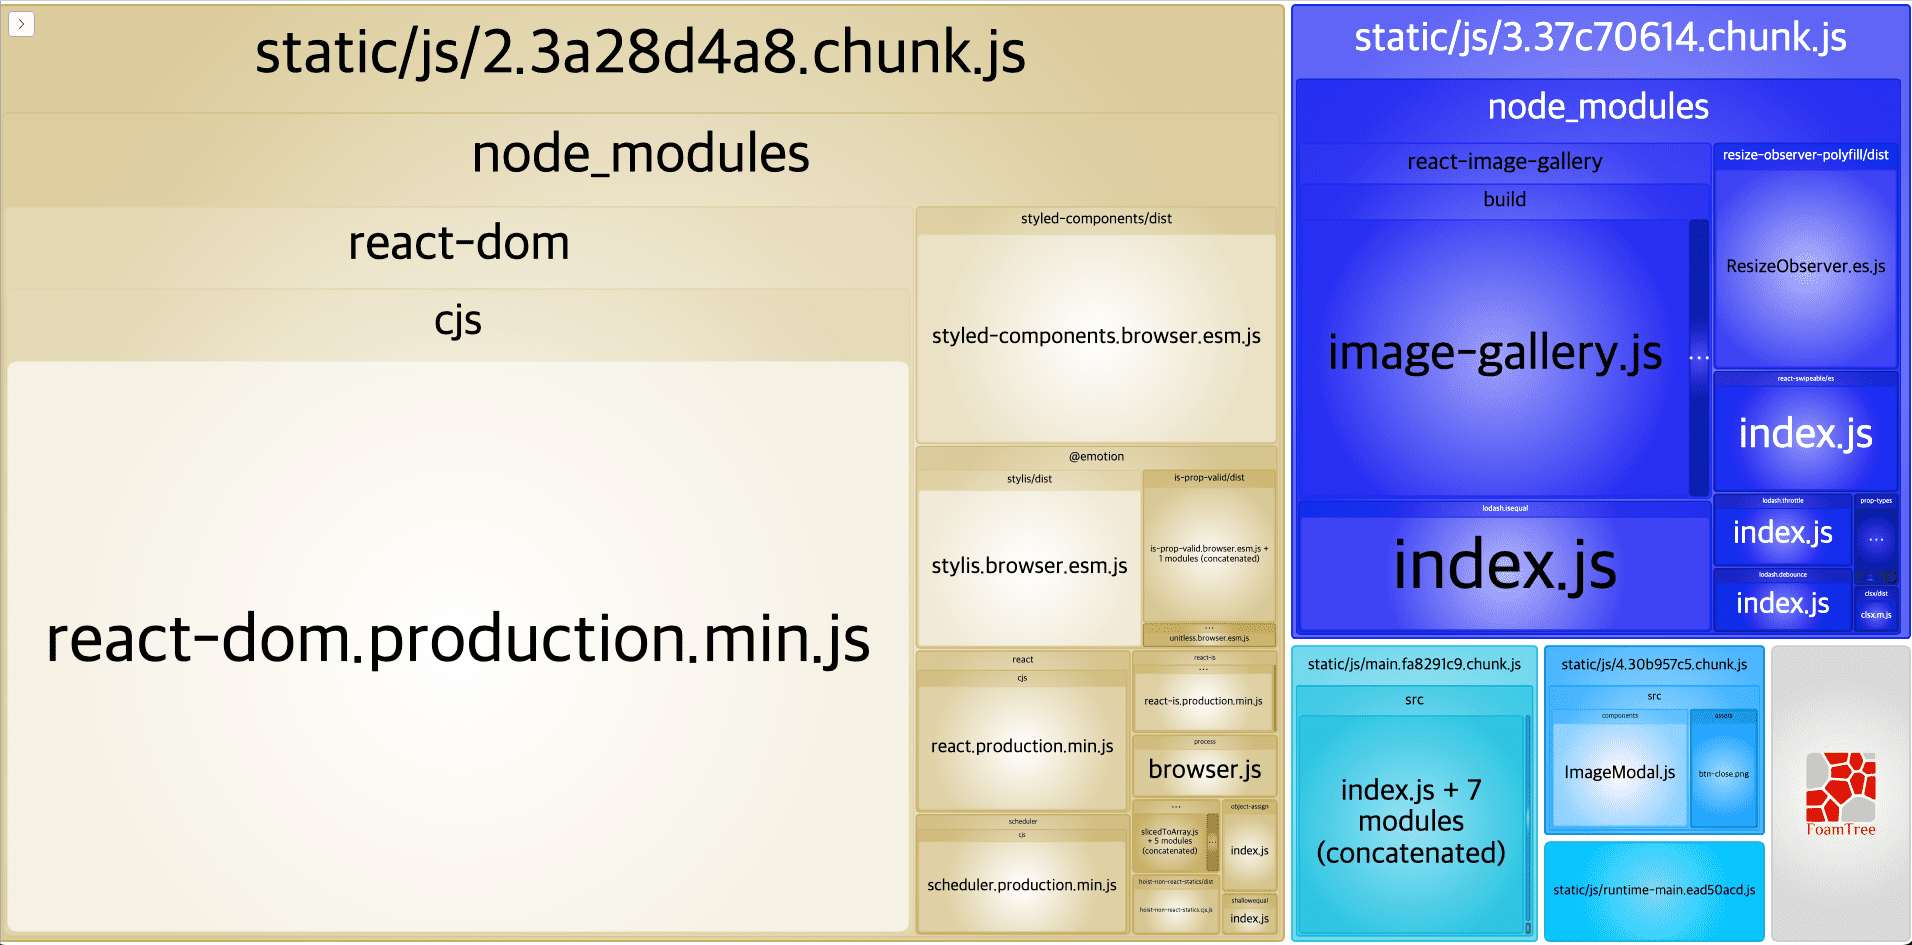 static/js/2.3a28d4a8.chunk.js
node_modules
react-dom
cjs
react-dom.production.min.js
styled-components/dist
styled-components.browser.esm.js
@emotion
stylis/dist
stylis.browser.esm.js
is-prop-valid/dist
is-prop-valid.browser.esm.js +
1 modules (concatenated)
...
unitless.browser.esm.js
react
cjs
react.production.min.js
scheduler
cjs
scheduler.production.min.js
react-is
...
react-is.production.min.js
process
browser.js
...
slicedToArray.js
+ 5 modules
(concatenated)
...
object-assign
index.js
hoist-non-react-statics/dist
hoist-non-react-statics.cjs.js
shallowequal
index.js
static/js/3.37c70614.chunk.js
node_modules
react-image-gallery
build
image-gallery.js
...
lodash.isequal
index.js
resize-observer-polyfill/dist
ResizeObserver.es.js
react-swipeable/es
index.js
lodash.throttle
index.js
prop-types
...
lodash.debounce
index.js
clsx/dist
clsx.m.js
static/js/main.fa8291c9.chunk.js
src
index.js + 7
modules
(concatenated)
static/js/4.30b957c5.chunk.js
src
components
ImageModal.js
assets
btn-close.png
static/js/runtime-main.ead50acd.js
FoamTree